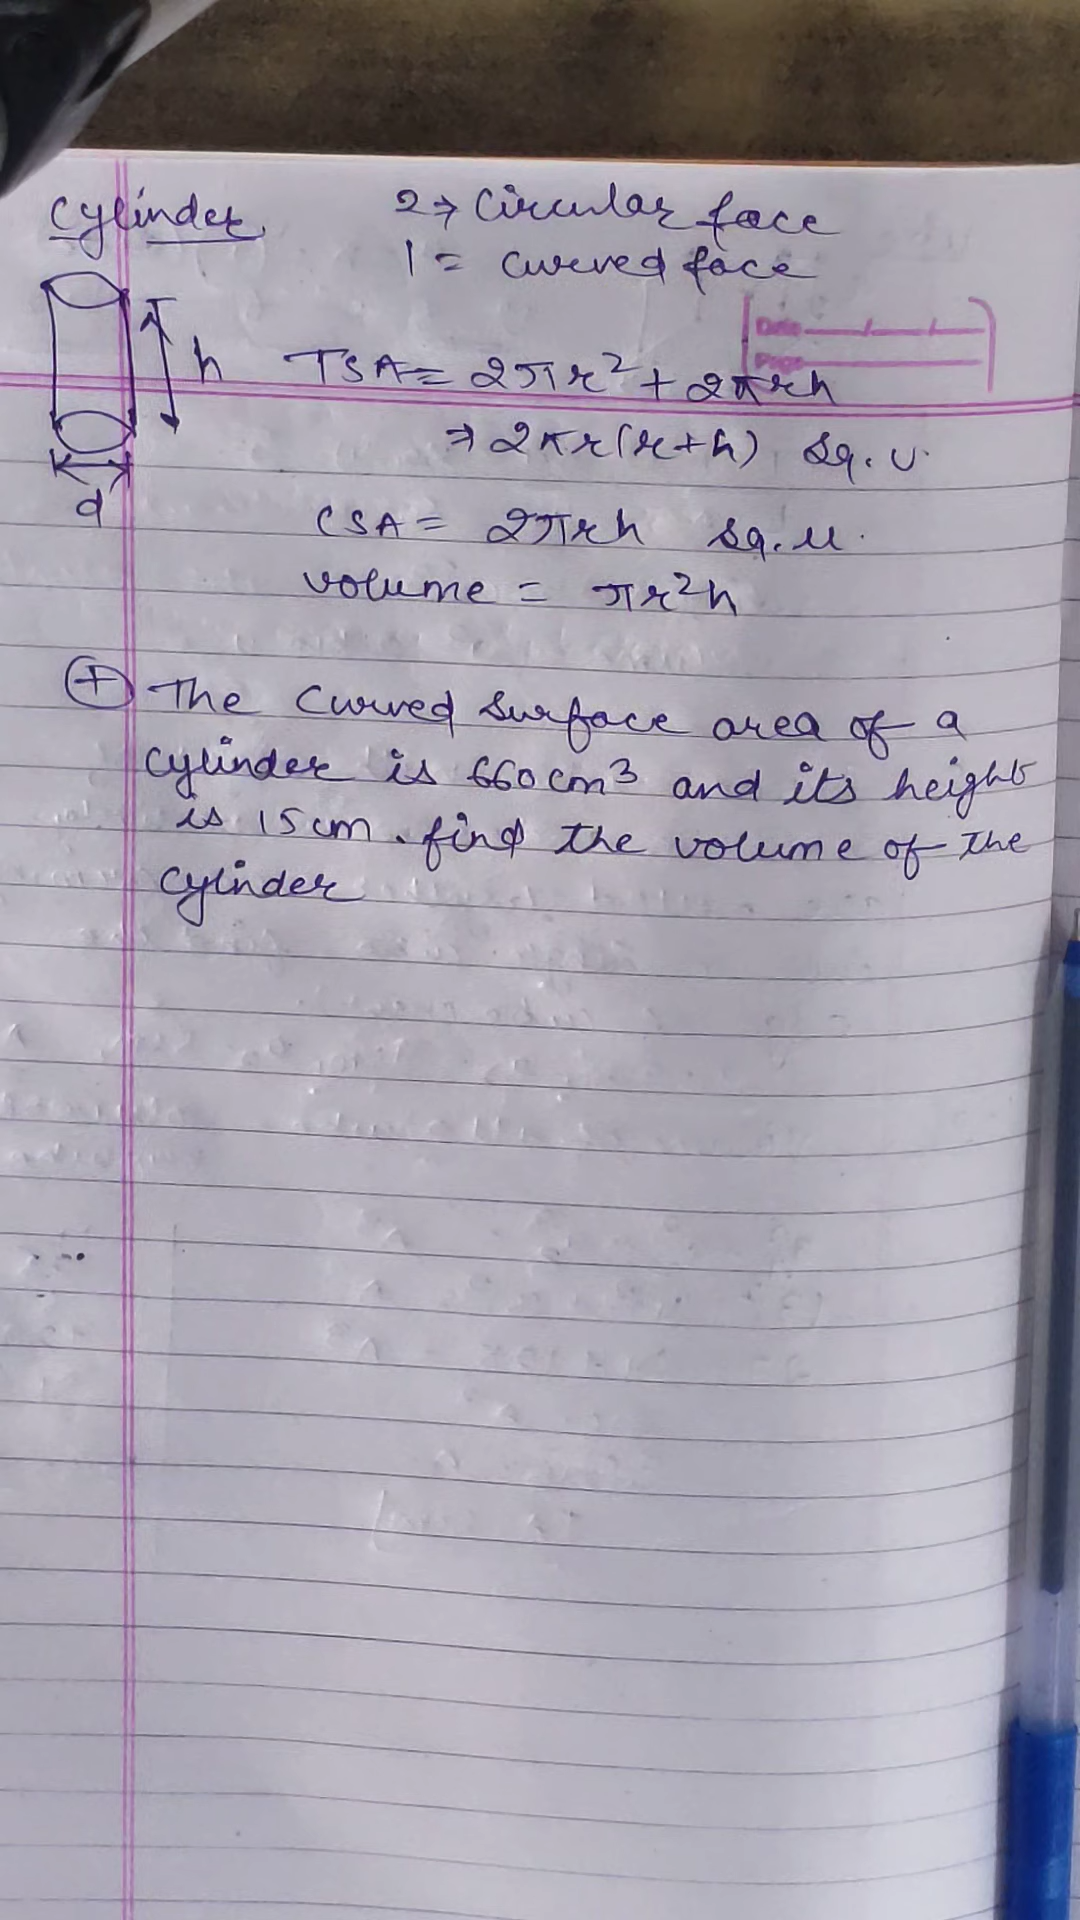 Cylinder
2→ Circular face
1 = curved face
Date
Page
h
TSA = 2πr² + 2πrh
⇒ 2πr(r+h) sq. u.
d
CSA = 2πrh sq. u.
volume = πr²h
+ The Curved Surface area of a
cylinder is 660 cm³ and its height
is 15 cm . find the volume of the
cylinder